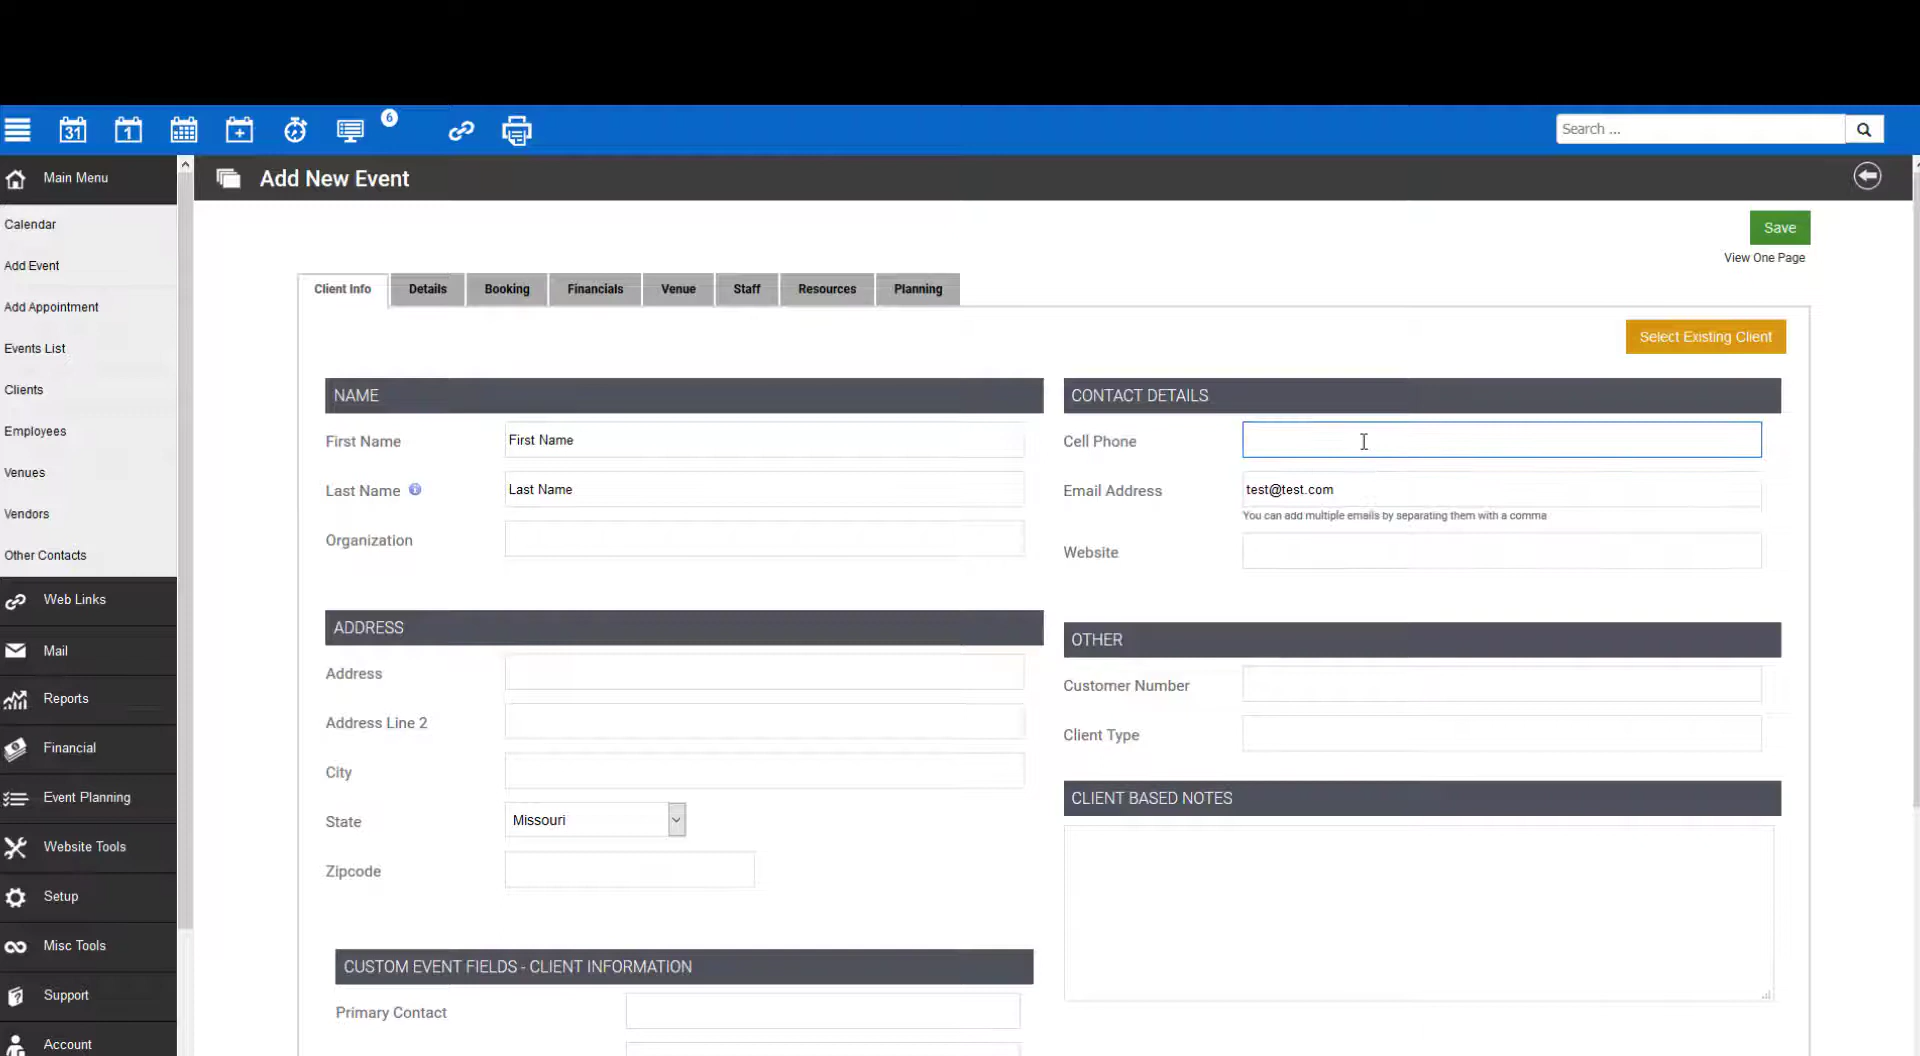 31
1
6
Search ...
Main Menu
Add New Event
Calendar
Add Event
Add Appointment
Events List
Clients
Employees
Venues
Vendors
Other Contacts
Web Links
Mail
Reports
Financial
Event Planning
Website Tools
Setup
Misc Tools
Support
Account
Save
View One Page
Client Info
Details
Booking
Financials
Venue
Staff
Resources
Planning
Select Existing Client
NAME
First Name
First Name
Last Name
Last Name
Organization
ADDRESS
Address
Address Line 2
City
State
Missouri
Zipcode
CUSTOM EVENT FIELDS - CLIENT INFORMATION
Primary Contact
CONTACT DETAILS
Cell Phone
Email Address
test@test.com
You can add multiple emails by separating them with a comma
Website
OTHER
Customer Number
Client Type
CLIENT BASED NOTES